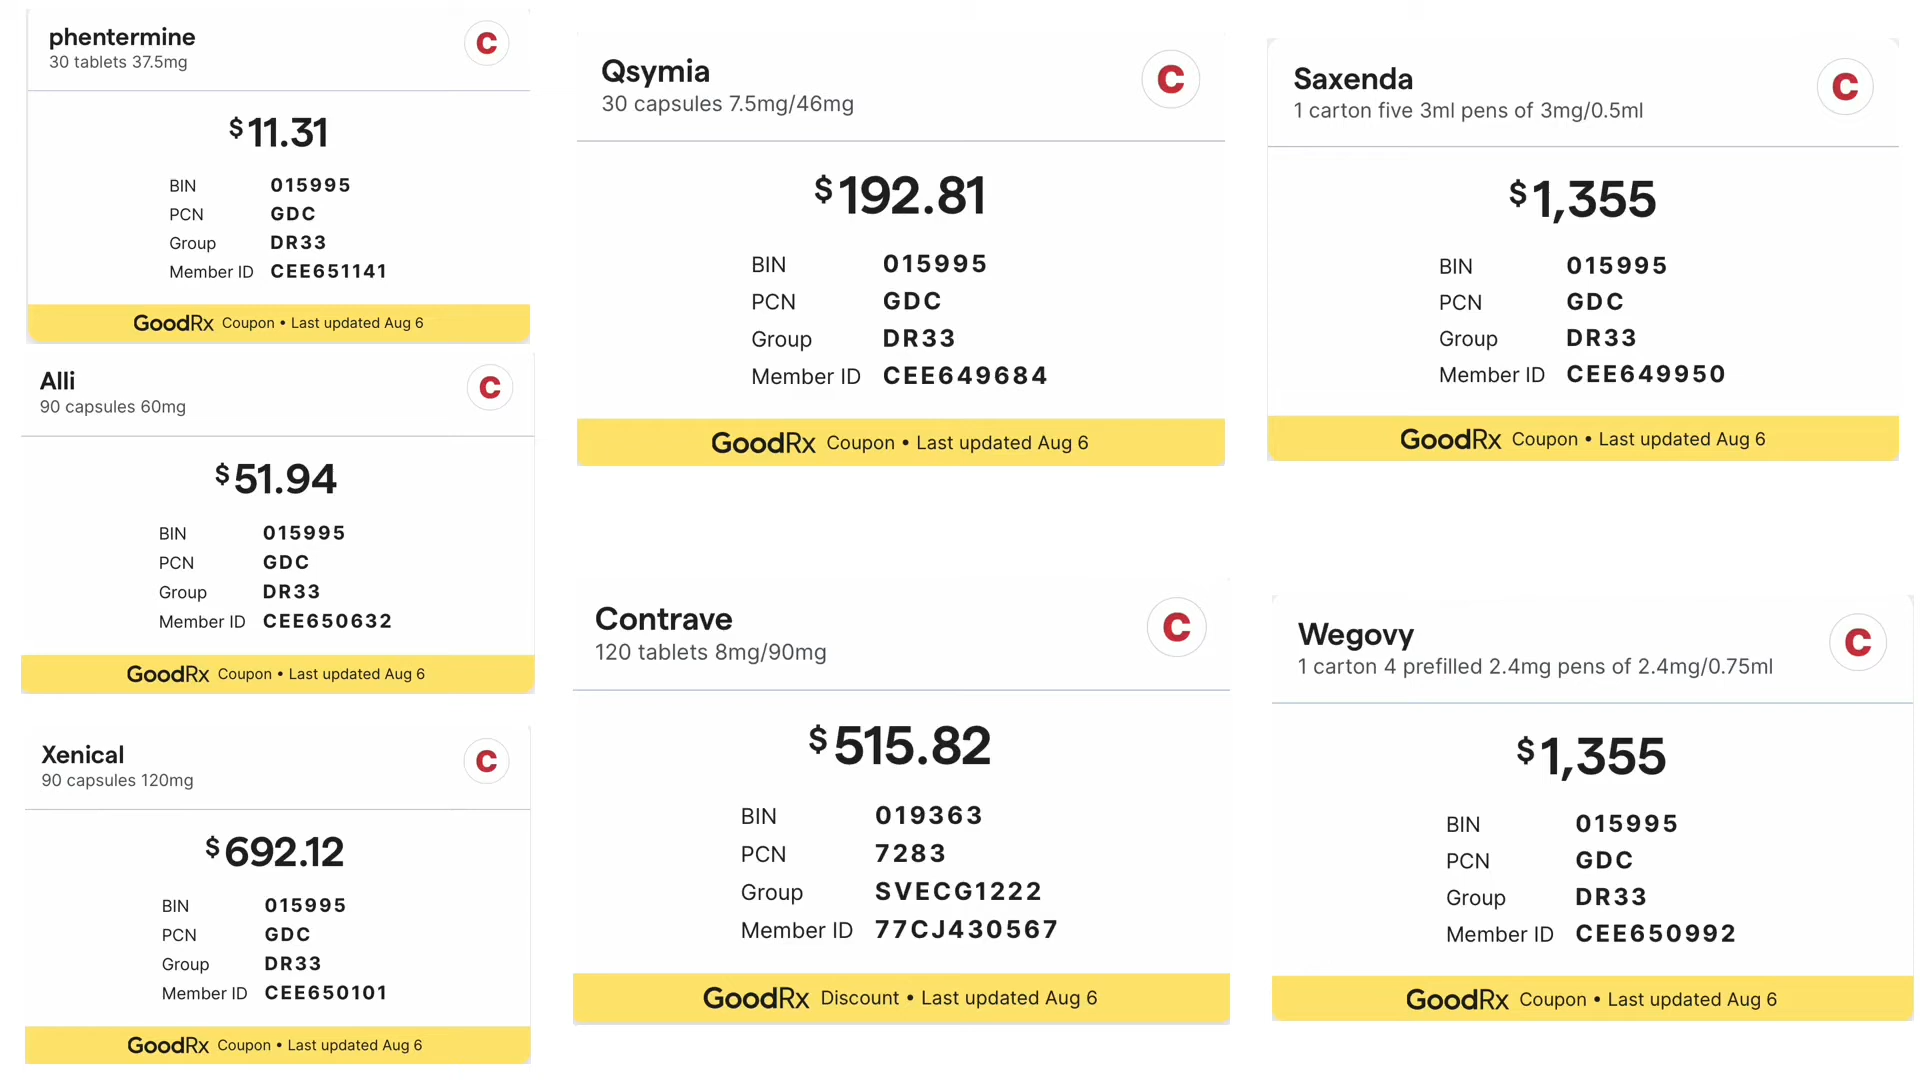 phentermine
30 tablets 37.5mg
C
$11.31
BIN 015995
PCN GDC
Group DR33
Member ID CEE651141
GoodRx Coupon • Last updated Aug 6
Alli
90 capsules 60mg
C
$51.94
BIN 015995
PCN GDC
Group DR33
Member ID CEE650632
GoodRx Coupon • Last updated Aug 6
Xenical
90 capsules 120mg
C
$692.12
BIN 015995
PCN GDC
Group DR33
Member ID CEE650101
GoodRx Coupon • Last updated Aug 6
Qsymia
30 capsules 7.5mg/46mg
C
$192.81
BIN 015995
PCN GDC
Group DR33
Member ID CEE649684
GoodRx Coupon • Last updated Aug 6
Contrave
120 tablets 8mg/90mg
C
$515.82
BIN 019363
PCN 7283
Group SVECG1222
Member ID 77CJ430567
GoodRx Discount • Last updated Aug 6
Saxenda
1 carton five 3ml pens of 3mg/0.5ml
C
$1,355
BIN 015995
PCN GDC
Group DR33
Member ID CEE649950
GoodRx Coupon • Last updated Aug 6
Wegovy
1 carton 4 prefilled 2.4mg pens of 2.4mg/0.75ml
C
$1,355
BIN 015995
PCN GDC
Group DR33
Member ID CEE650992
GoodRx Coupon • Last updated Aug 6